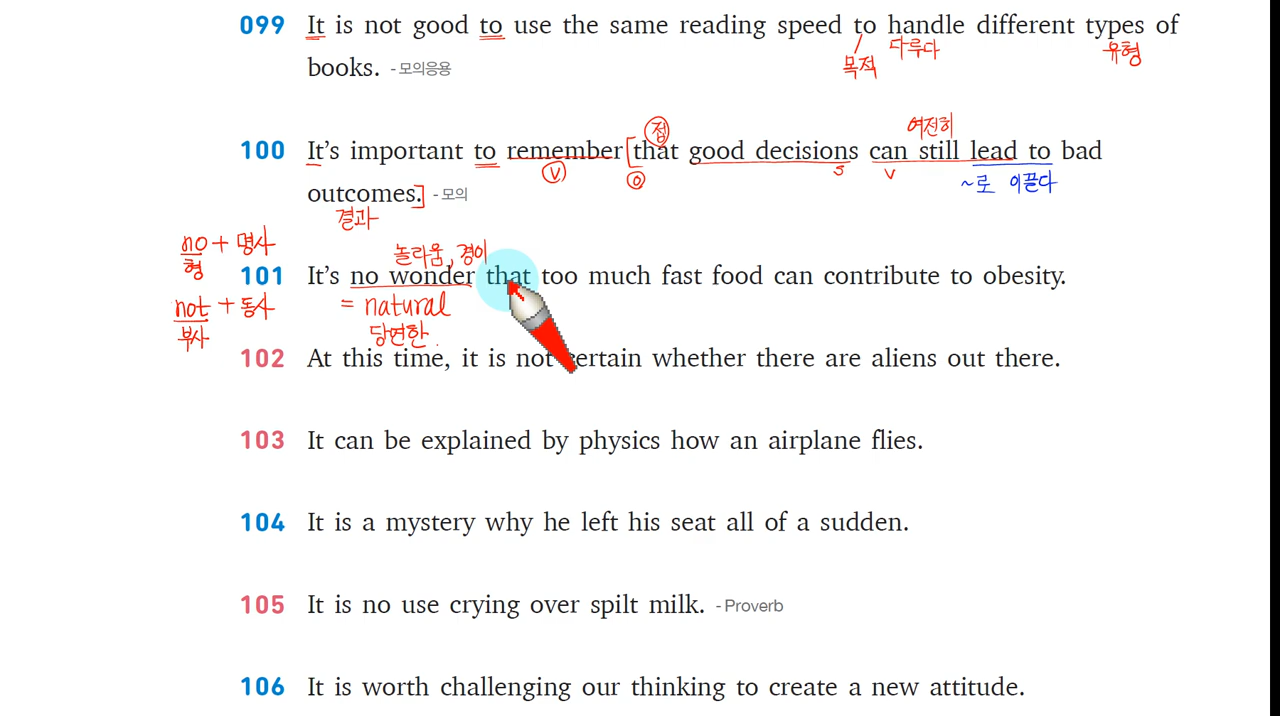 099 It is not good to use the same reading speed to handle different types of
목적 다루다 유형
books. - 모의응용
여전히
접
100 It's important to remember [that good decisions can still lead to bad
V O S V ~로 이끌다
outcomes.] - 모의
결과
no + 명사
형
놀라움, 경이
101 It's no wonder that too much fast food can contribute to obesity.
not + 동사
부사
= natural
당연한.
102 At this time, it is not certain whether there are aliens out there.
103 It can be explained by physics how an airplane flies.
104 It is a mystery why he left his seat all of a sudden.
105 It is no use crying over spilt milk. - Proverb
106 It is worth challenging our thinking to create a new attitude.